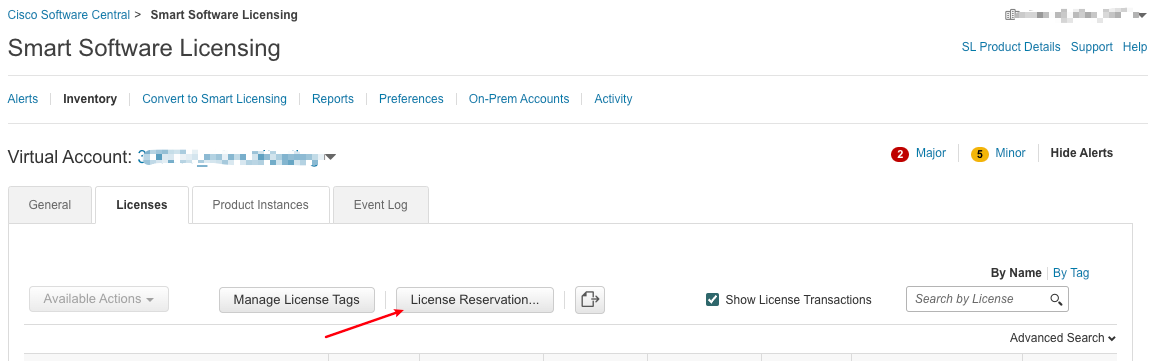 Cisco Software Central > Smart Software Licensing
Smart Software Licensing
SL Product Details Support Help
Alerts Inventory Convert to Smart Licensing Reports Preferences On-Prem Accounts Activity
Virtual Account:
2 Major 5 Minor Hide Alerts
General Licenses Product Instances Event Log
By Name By Tag
Available Actions Manage License Tags License Reservation... Show License Transactions Search by License
Advanced Search